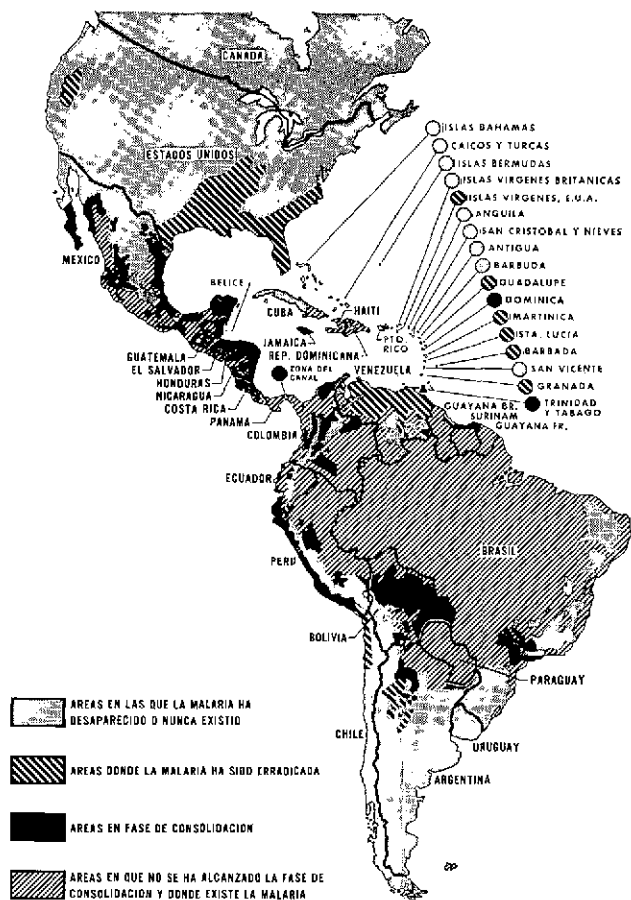 CANADA
ESTADOS UNIDOS
MEXICO
BELICE
CUBA
HAITI
JAMAICA
REP. DOMINICANA
PTO. RICO
VENEZUELA
ZONA DEL
CANAL
GUATEMALA
EL SALVADOR
HONDURAS
NICARAGUA
COSTA RICA
PANAMA
COLOMBIA
ECUADOR
PERU
BOLIVIA
CHILE
BRASIL
PARAGUAY
URUGUAY
ARGENTINA
GUAYANA BR.
SURINAM
GUAYANA FR.
ISLAS BAHAMAS
CAICOS Y TURCAS
ISLAS BERMUDAS
ISLAS VIRGENES BRITANICAS
ISLAS VIRGENES, E.U.A.
ANGUILA
SAN CRISTOBAL Y NIEVES
ANTIGUA
BARBUDA
GUADALUPE
DOMINICA
MARTINICA
STA. LUCIA
BARBADA
SAN VICENTE
GRANADA
TRINIDAD
Y TABAGO
AREAS EN LAS QUE LA MALARIA HA
DESAPARECIDO O NUNCA EXISTIO
AREAS DONDE LA MALARIA HA SIDO ERRADICADA
AREAS EN FASE DE CONSOLIDACION
AREAS EN QUE NO SE HA ALCANZADO LA FASE DE
CONSOLIDACION Y DONDE EXISTE LA MALARIA